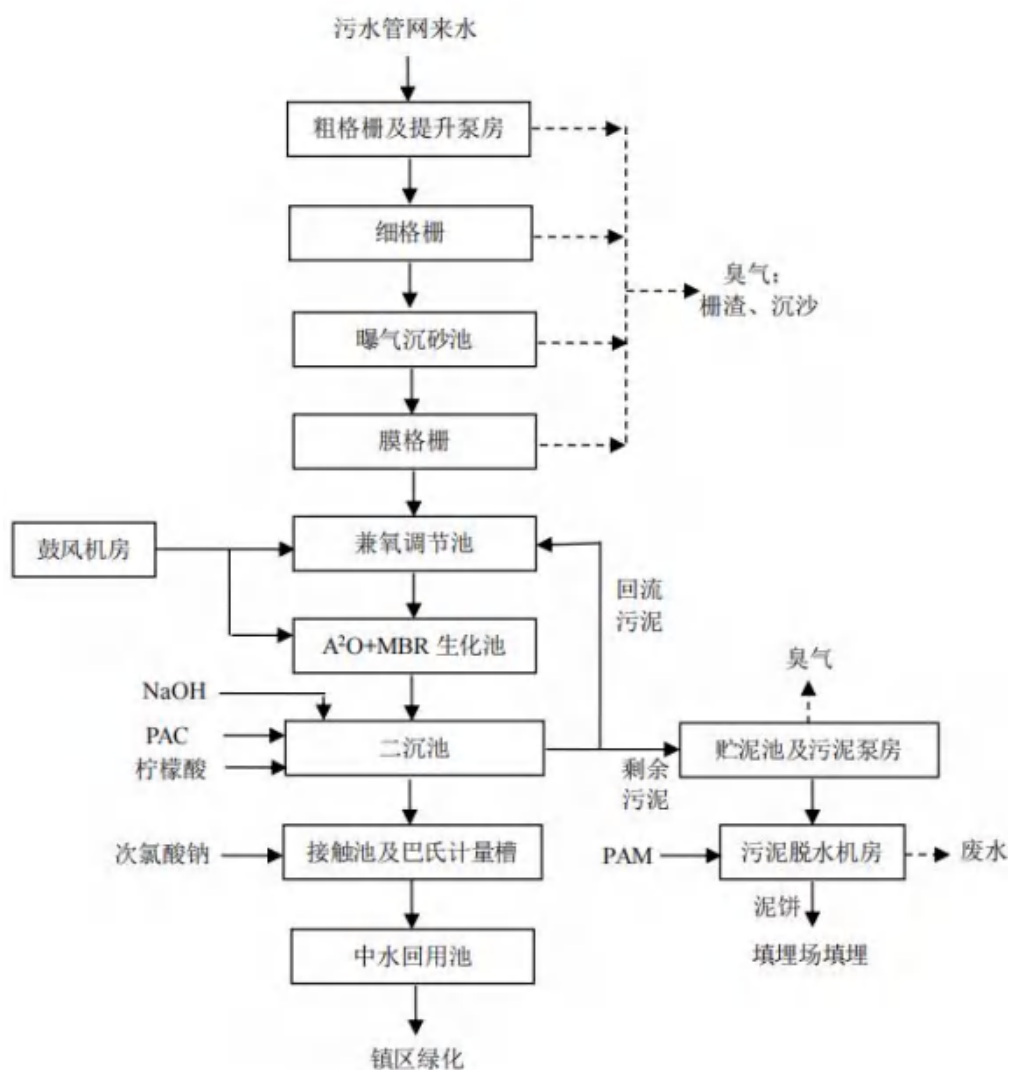 污水管网来水
粗格栅及提升泵房
细格栅
臭气；
栅渣、沉沙
曝气沉砂池
膜格栅
鼓风机房
兼氧调节池
回流
污泥
A²O+MBR 生化池
臭气
NaOH
PAC
柠檬酸
二沉池
剩余
污泥
贮泥池及污泥泵房
次氯酸钠
接触池及巴氏计量槽
PAM
污泥脱水机房
废水
泥饼
填埋场填埋
中水回用池
镇区绿化